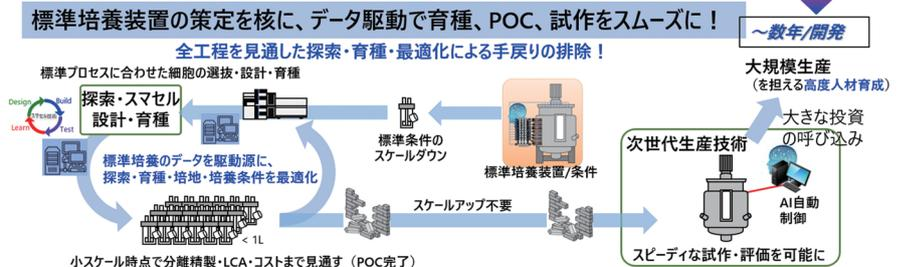 標準培養装置の策定を核に、データ駆動で育種、POC、試作をスムーズに！
～数年/開発
全工程を見通した探索・育種・最適化による手戻りの排除！
標準プロセスに合わせた細胞の選抜・設計・育種
大規模生産
（を担える高度人材育成）
Design
Build
Learn
Test
探索・スマセル
設計・育種
標準条件の
スケールダウン
標準培養装置/条件
大きな投資
の呼び込み
次世代生産技術
標準培養のデータを駆動源に、
探索・育種・培地・培養条件を最適化
スケールアップ不要
AI自動
制御
< 1L
スピーディな試作・評価を可能に
小スケール時点で分離精製・LCA・コストまで見通す（POC完了）